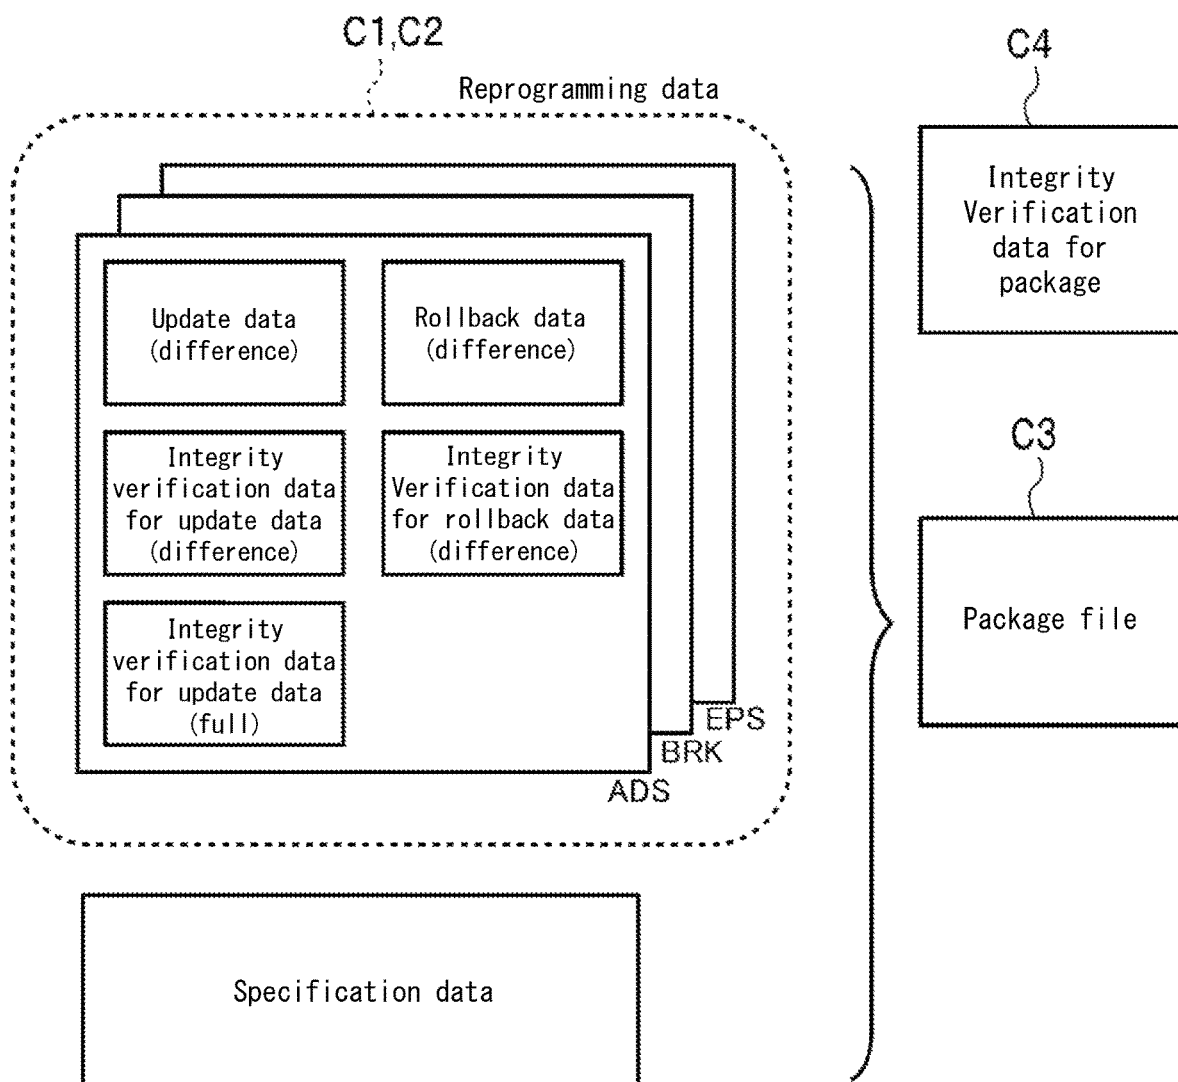 C1,C2
Reprogramming data
Update data
(difference)
Rollback data
(difference)
Integrity
verification data
for update data
(difference)
Integrity
Verification data
for rollback data
(difference)
Integrity
verification data
for update data
(full)
EPS
BRK
ADS
Specification data
C4
Integrity
Verification
data for
package
C3
Package file